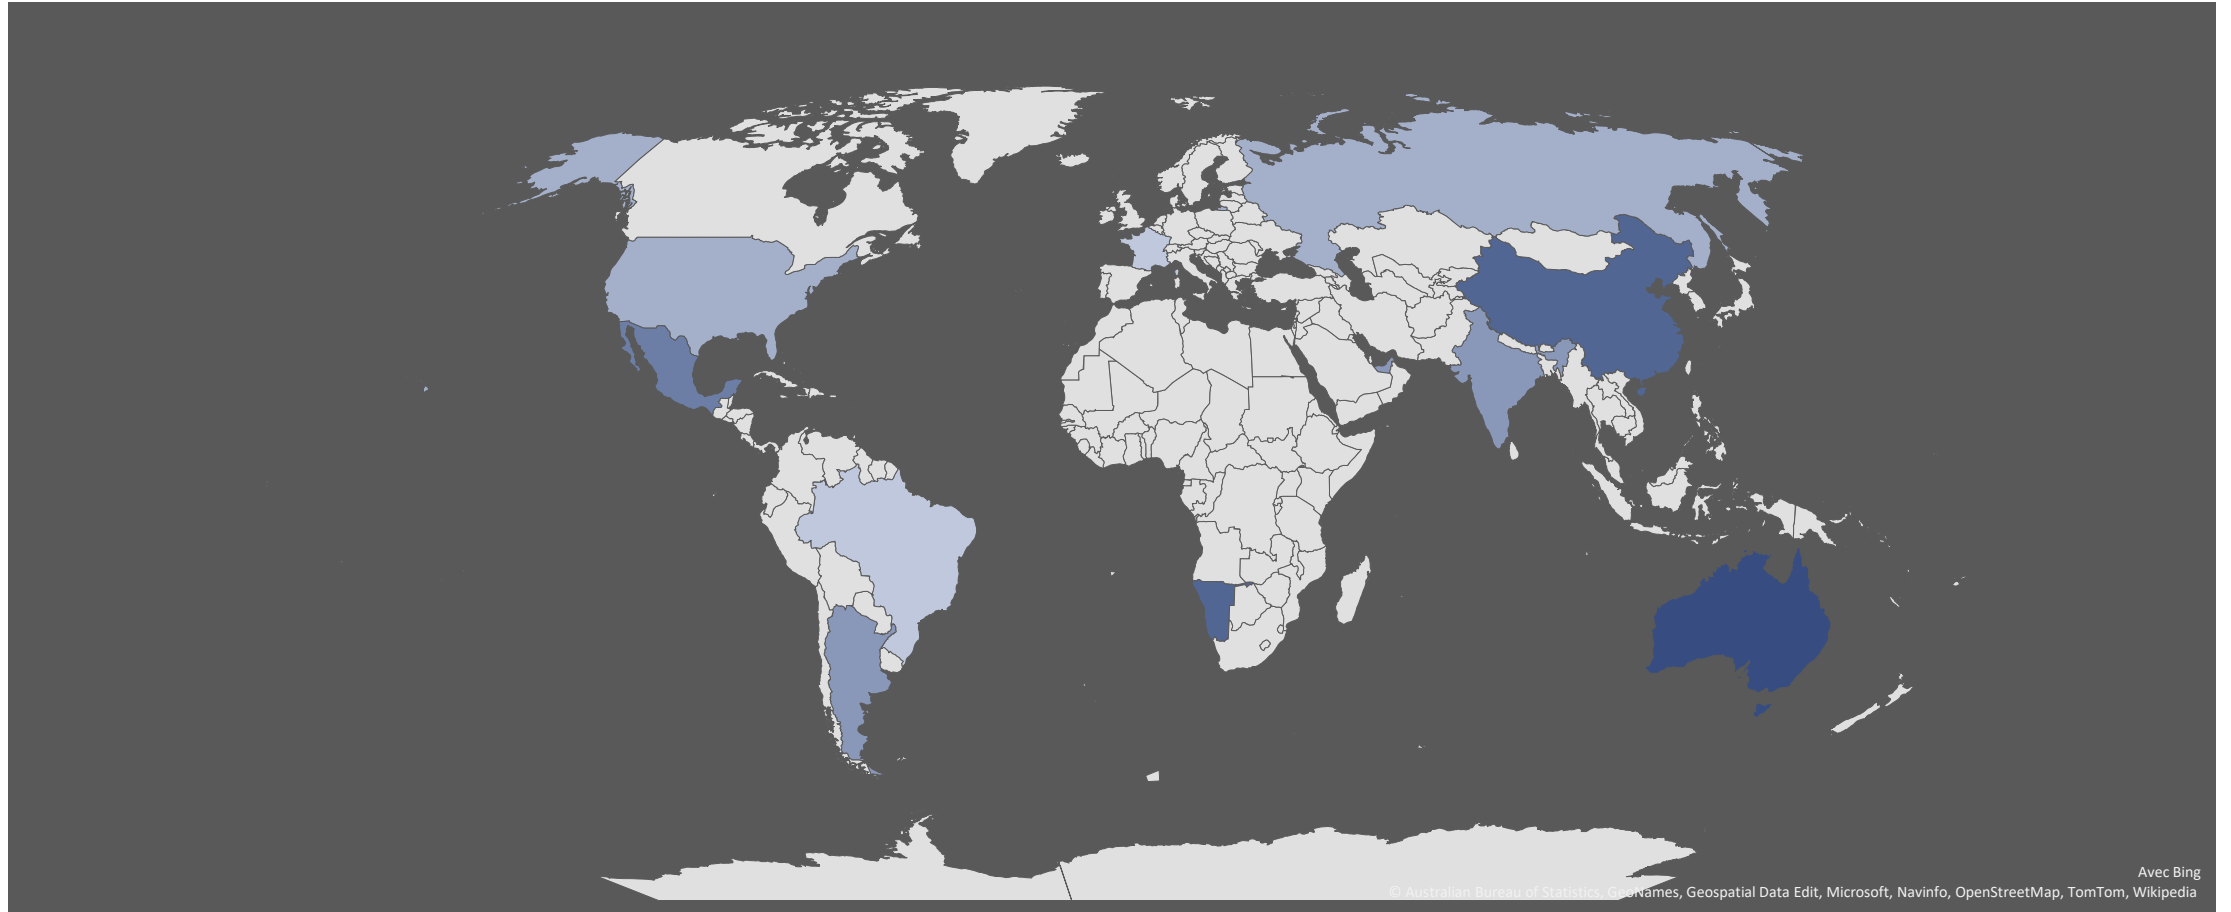 Avec Bing
© Australian Bureau of Statistics, GeoNames, Geospatial Data Edit, Microsoft, Navinfo, OpenStreetMap, TomTom, Wikipedia